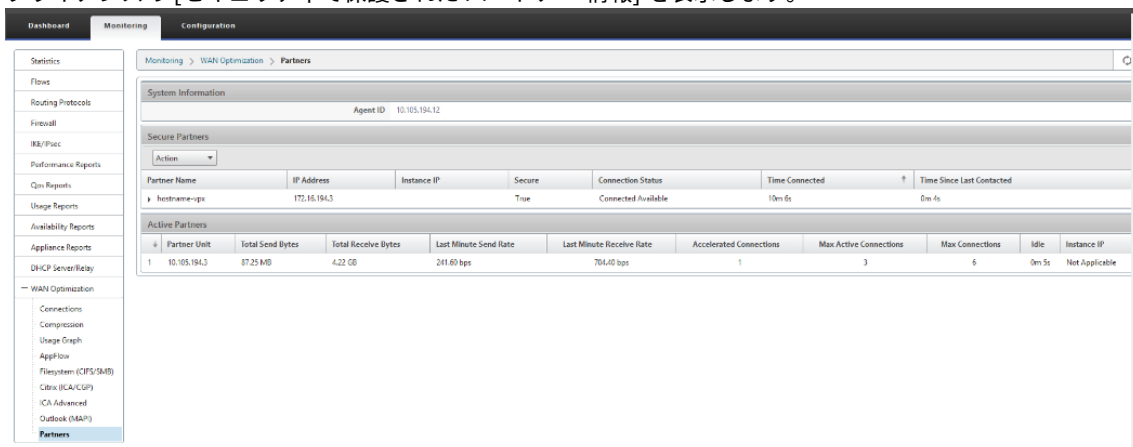 Dashboard Monitoring Configuration
Statistics
Flows
Routing Protocols
Firewall
IKE/IPsec
Performance Reports
Qos Reports
Usage Reports
Availability Reports
Appliance Reports
DHCP Server/Relay
WAN Optimization
Connections
Compression
Usage Graph
AppFlow
Filesystem (CIFS/SMB)
Citrix (ICA/CGP)
ICA Advanced
Outlook (MAPI)
Partners
Monitoring > WAN Optimization > Partners
System Information
Agent ID 10.105.194.12
Secure Partners
Action
Partner Name IP Address Instance IP Secure Connection Status Time Connected Time Since Last Contacted
hostname-vpx 172.16.194.3 True Connected Available 10m 6s 0m 4s
Active Partners
Partner Unit Total Send Bytes Total Receive Bytes Last Minute Send Rate Last Minute Receive Rate Accelerated Connections Max Active Connections Max Connections Idle Instance IP
1 10.105.194.3 87.25 MB 4.22 GB 241.60 bps 704.40 bps 1 3 6 0m 5s Not Applicable